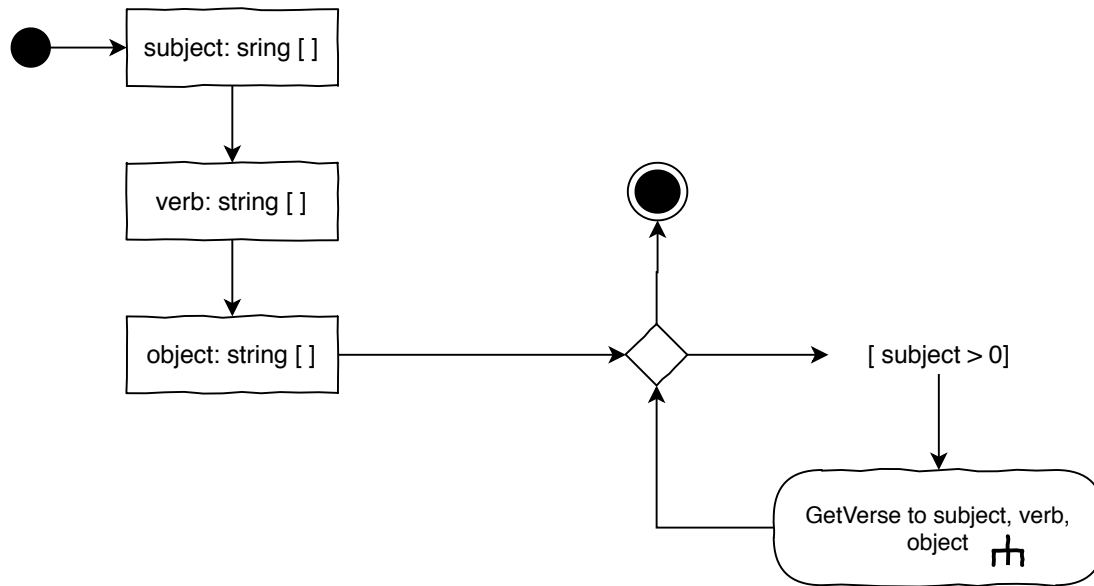 subject: sring [ ]
verb: string [ ]
object: string [ ]
[ subject > 0]
GetVerse to subject, verb,
object